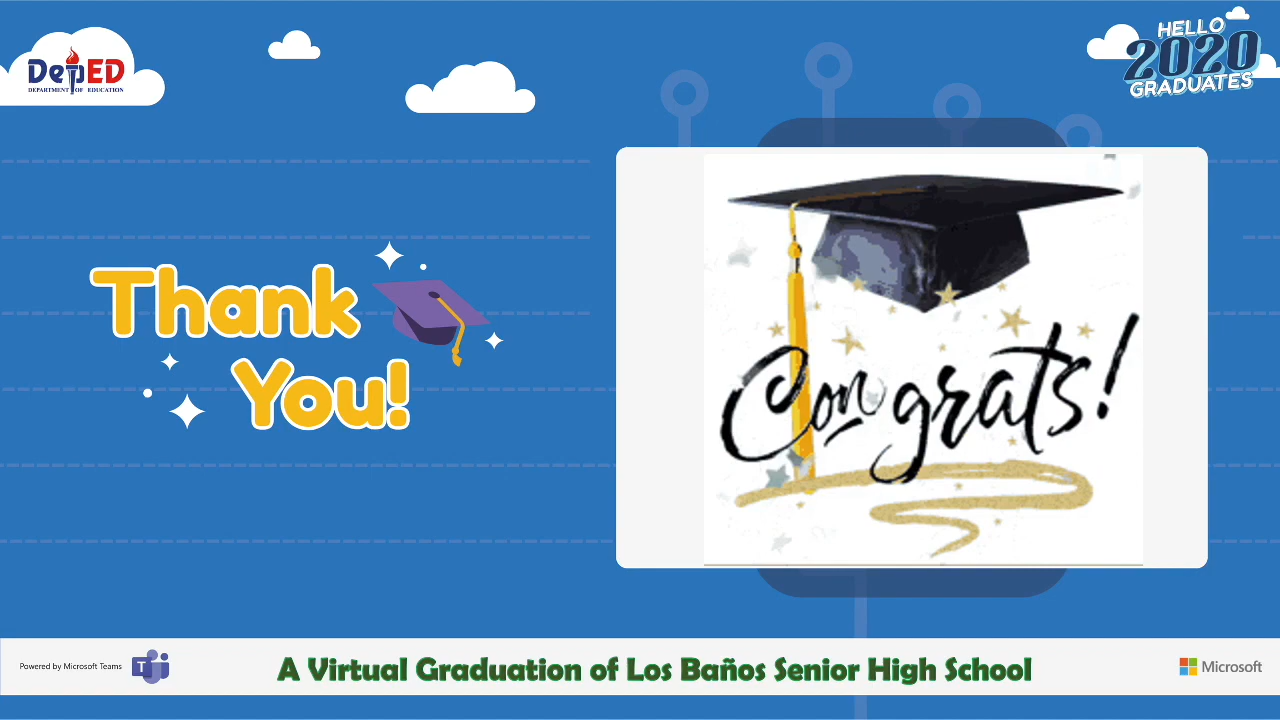 DepED
DEPARTMENT OF EDUCATION
HELLO
2020
GRADUATES
Thank
You!
Congrats!
Powered by Microsoft Teams
T
A Virtual Graduation of Los Baños Senior High School
Microsoft